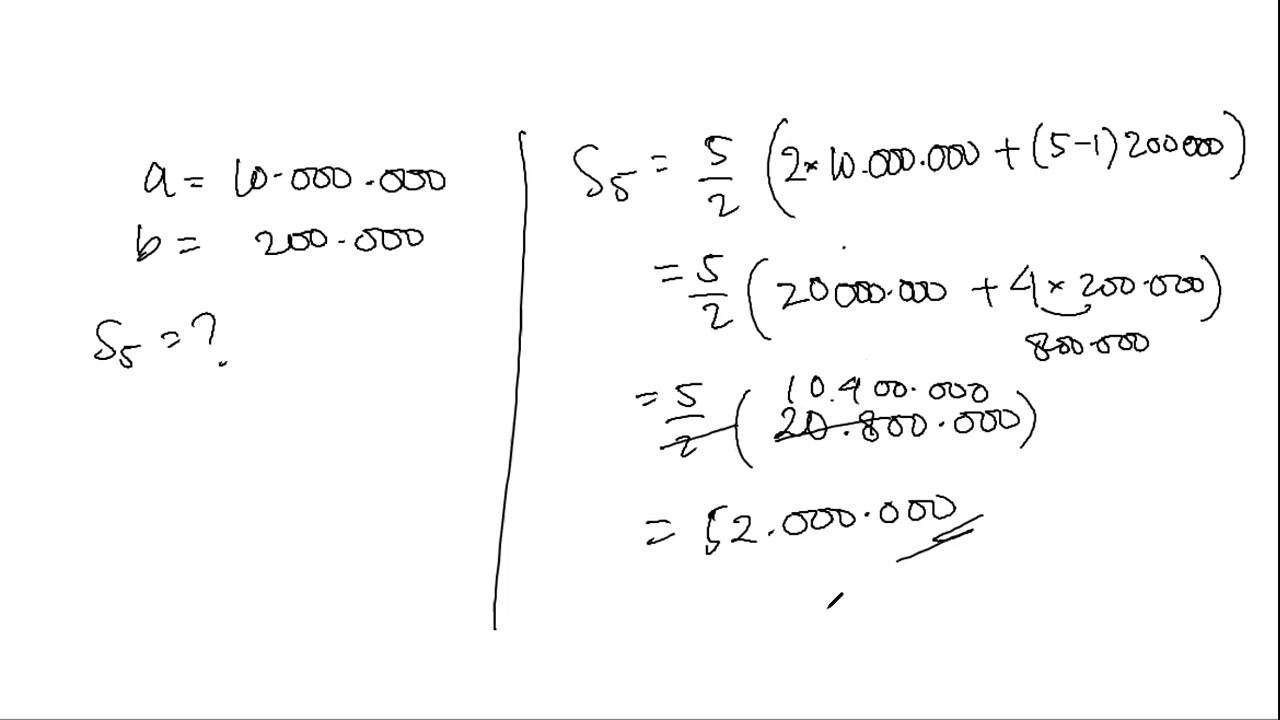 a = 10.000.000
b = 200.000
S₅ = ?
S₅ = 5/2 (2×10.000.000 + (5-1)200000)
= 5/2 (20000.000 + 4 × 200.000)
800.000
10.400.000
= 5/2 (20.800.000)
= 52.000.000